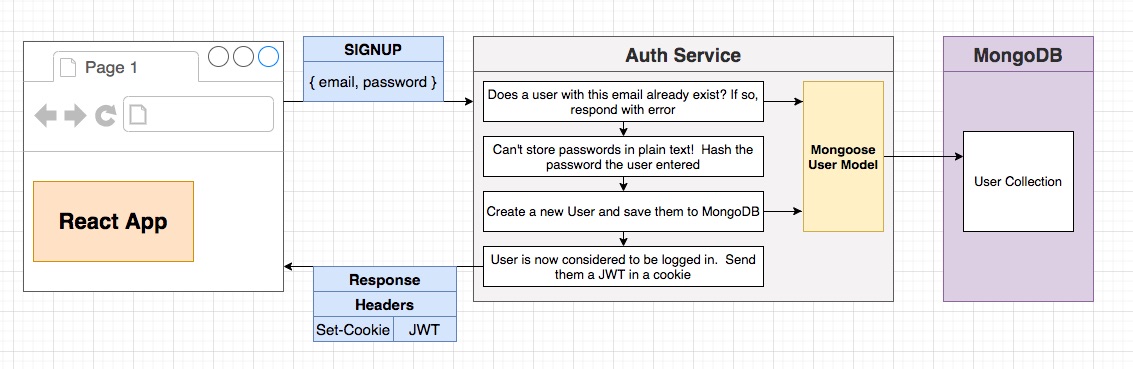 Page 1
React App
SIGNUP
{ email, password }
Auth Service
Does a user with this email already exist? If so,
respond with error
Can't store passwords in plain text!  Hash the
password the user entered
Create a new User and save them to MongoDB
User is now considered to be logged in.  Send
them a JWT in a cookie
Mongoose
User Model
MongoDB
User Collection
Response
Headers
Set-Cookie
JWT